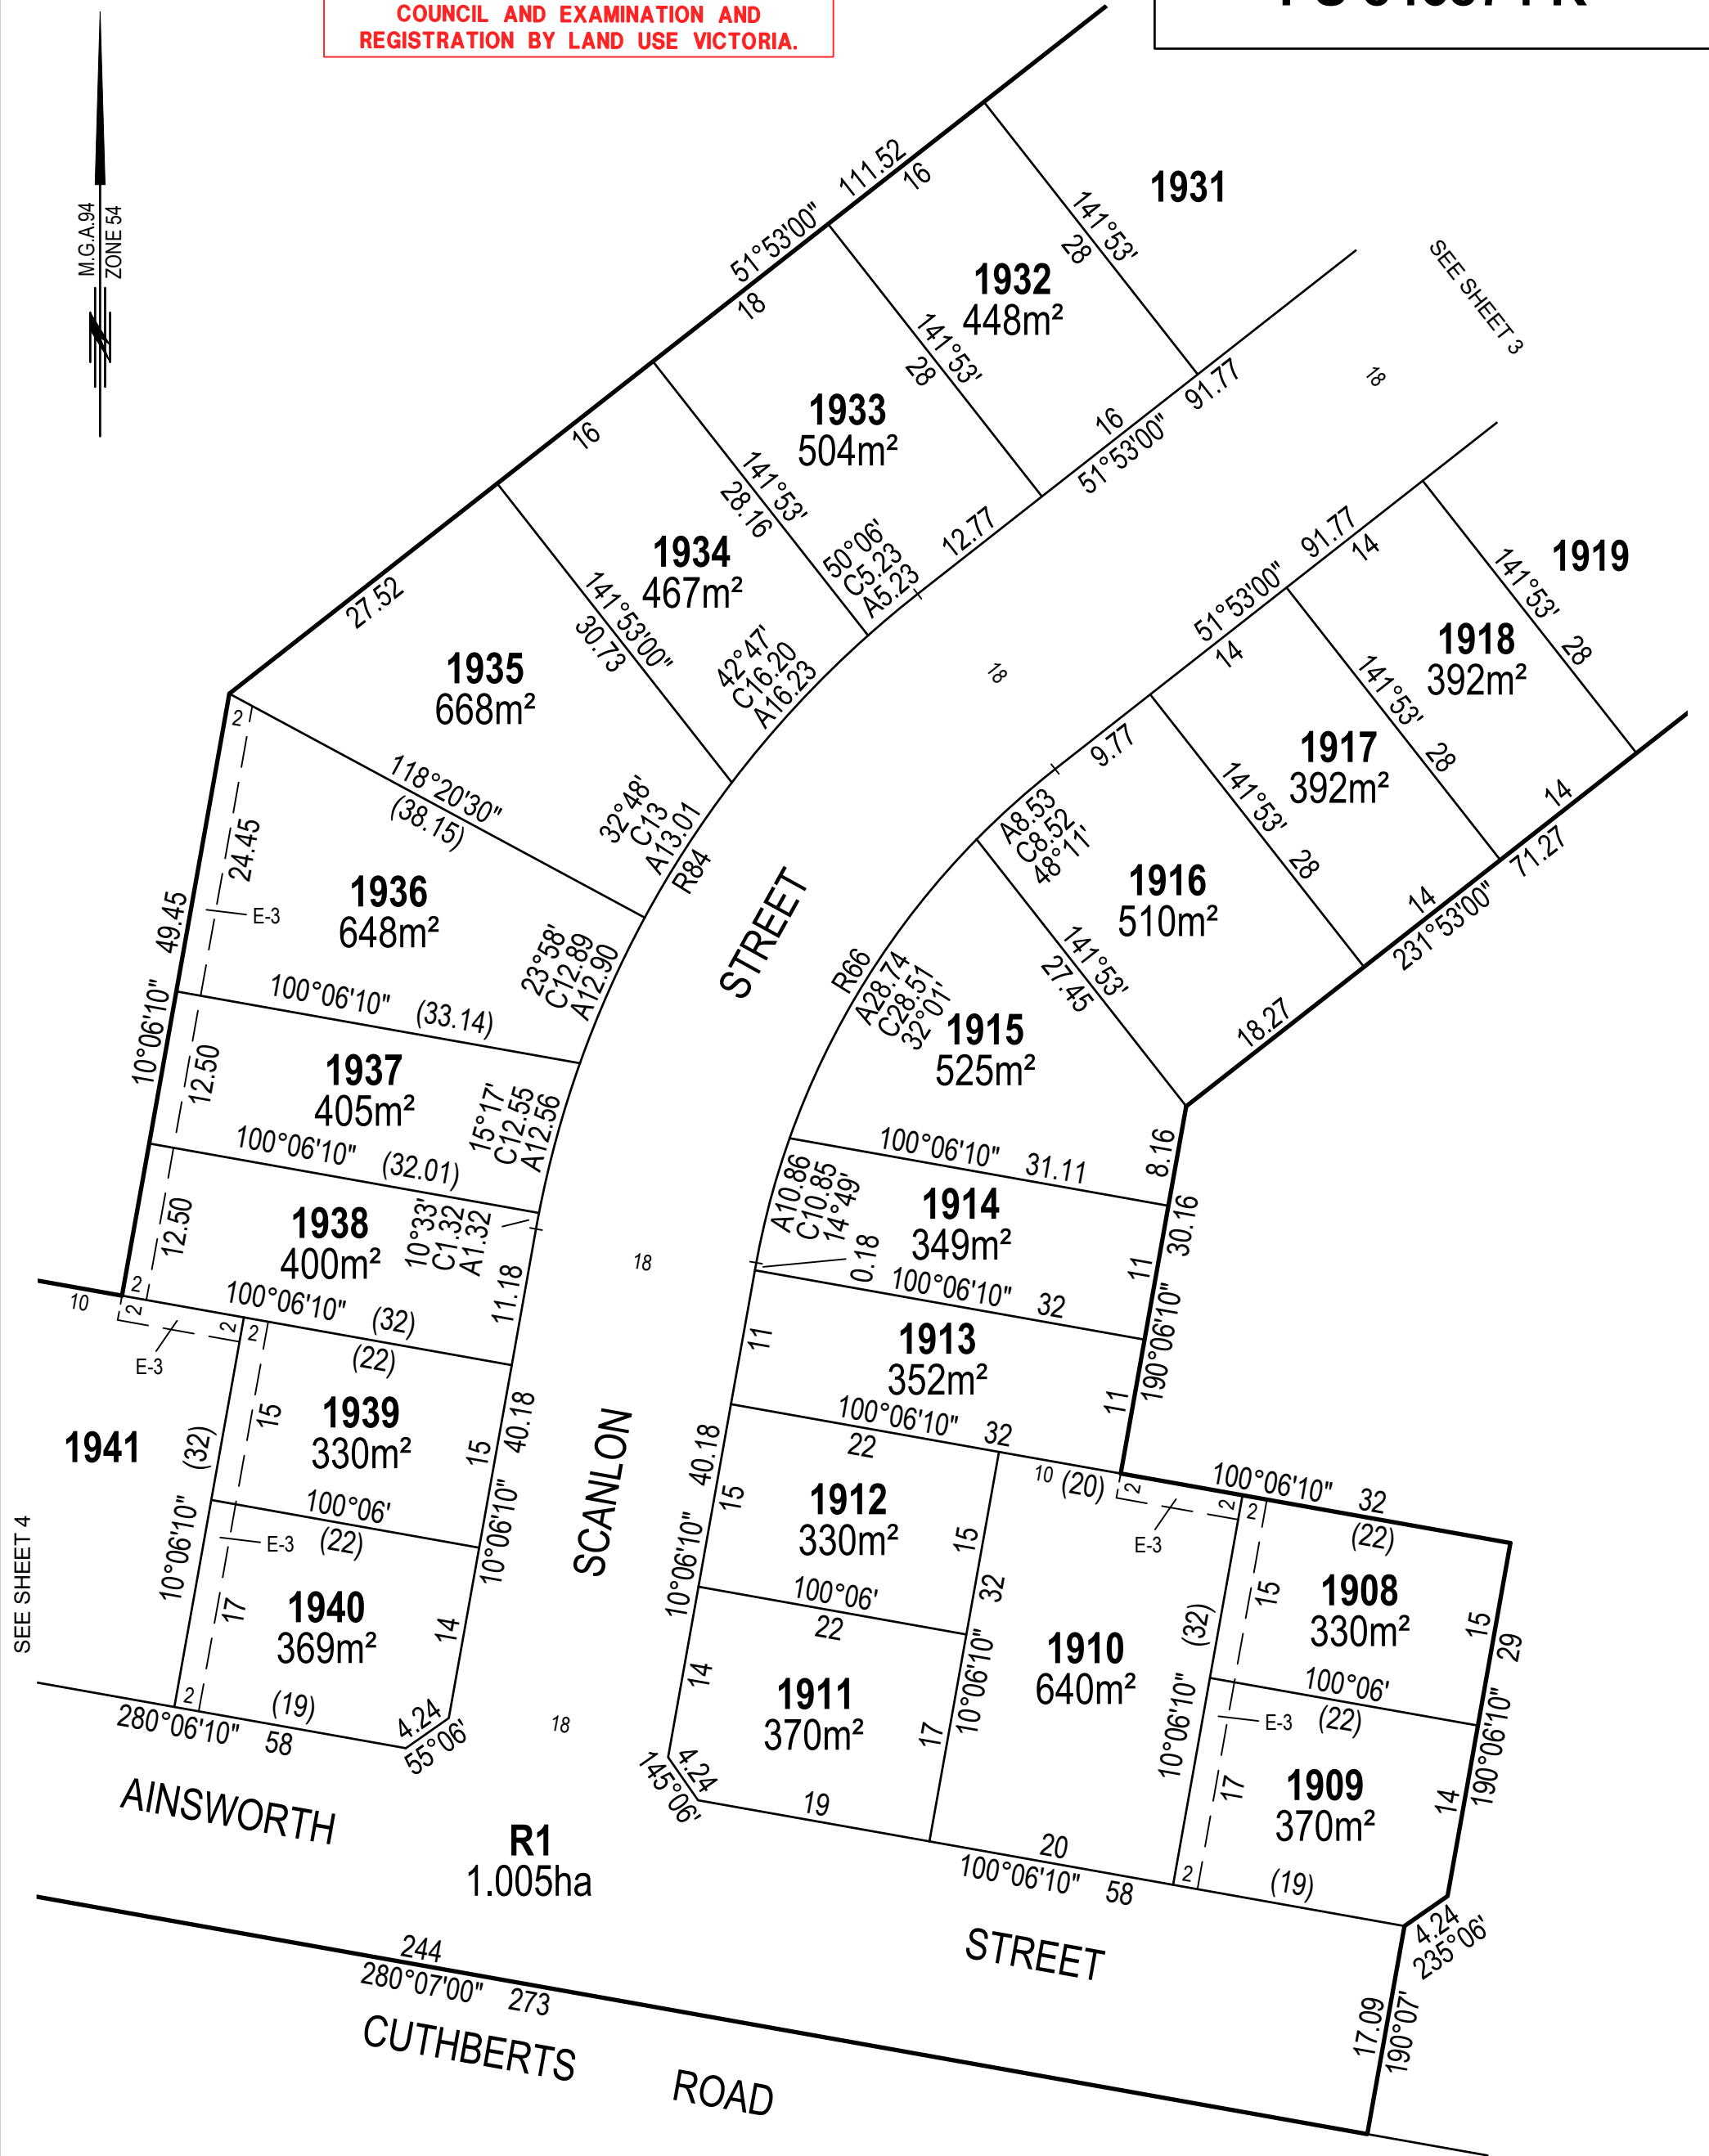 COUNCIL AND EXAMINATION AND
REGISTRATION BY LAND USE VICTORIA.
M.G.A.94
ZONE 54
N
111.52
16
51°53'00"
18
16
27.52
1931
141°53'
28
1932
448m²
141°53'
28
1933
504m²
141°53'
28.16
1934
467m²
141°53'00"
30.73
1935
668m²
SEE SHEET 3
18
91.77
16
51°53'00"
12.77
50°06'
C5.23
A5.23
42°47'
C16.20
A16.23
32°48'
C13
A13.01
R84
18
91.77
14
51°53'00"
14
9.77
1919
141°53'
28
1918
392m²
141°53'
28
1917
392m²
141°53'
28
1916
510m²
A8.53
C8.52
48°11'
14
71.27
14
231°53'00"
18.27
141°53'
27.45
2
118°20'30"
(38.15)
24.45
E-3
49.45
10°06'10"
1936
648m²
23°58'
C12.89
A12.90
100°06'10" (33.14)
12.50
1937
405m²
15°17'
C12.55
A12.56
100°06'10" (32.01)
12.50
1938
400m²
10°33'
C1.32
A1.32
11.18
2
100°06'10" (32)
(22)
10
2
2
2
E-3
STREET
R66
A28.74
C28.51
32°01'
1915
525m²
8.16
100°06'10" 31.11
A10.86
C10.85
14°49'
1914
349m²
0.18
30.16
11
190°06'10"
18
100°06'10" 32
11
1913
352m²
11
100°06'10" 32
22
1941
(32)
10°06'10"
15
1939
330m²
15
40.18
10°06'10"
100°06'
(22)
E-3
17
1940
369m²
14
2
(19)
4.24
55°06'
280°06'10" 58
SEE SHEET 4
SCANLON
40.18
15
10°06'10"
1912
330m²
15
32
10°06'10"
100°06'
22
14
1911
370m²
17
4.24
145°06'
19
18
10 (20)
2
2
2
E-3
1910
640m²
(32)
10°06'10"
20
100°06'10" 58
100°06'10" 32
(22)
15
1908
330m²
15
29
190°06'10"
100°06'
(22)
E-3
17
1909
370m²
14
2
(19)
4.24
235°06'
17.09
190°07'
AINSWORTH
STREET
R1
1.005ha
244
280°07'00" 273
CUTHBERTS ROAD